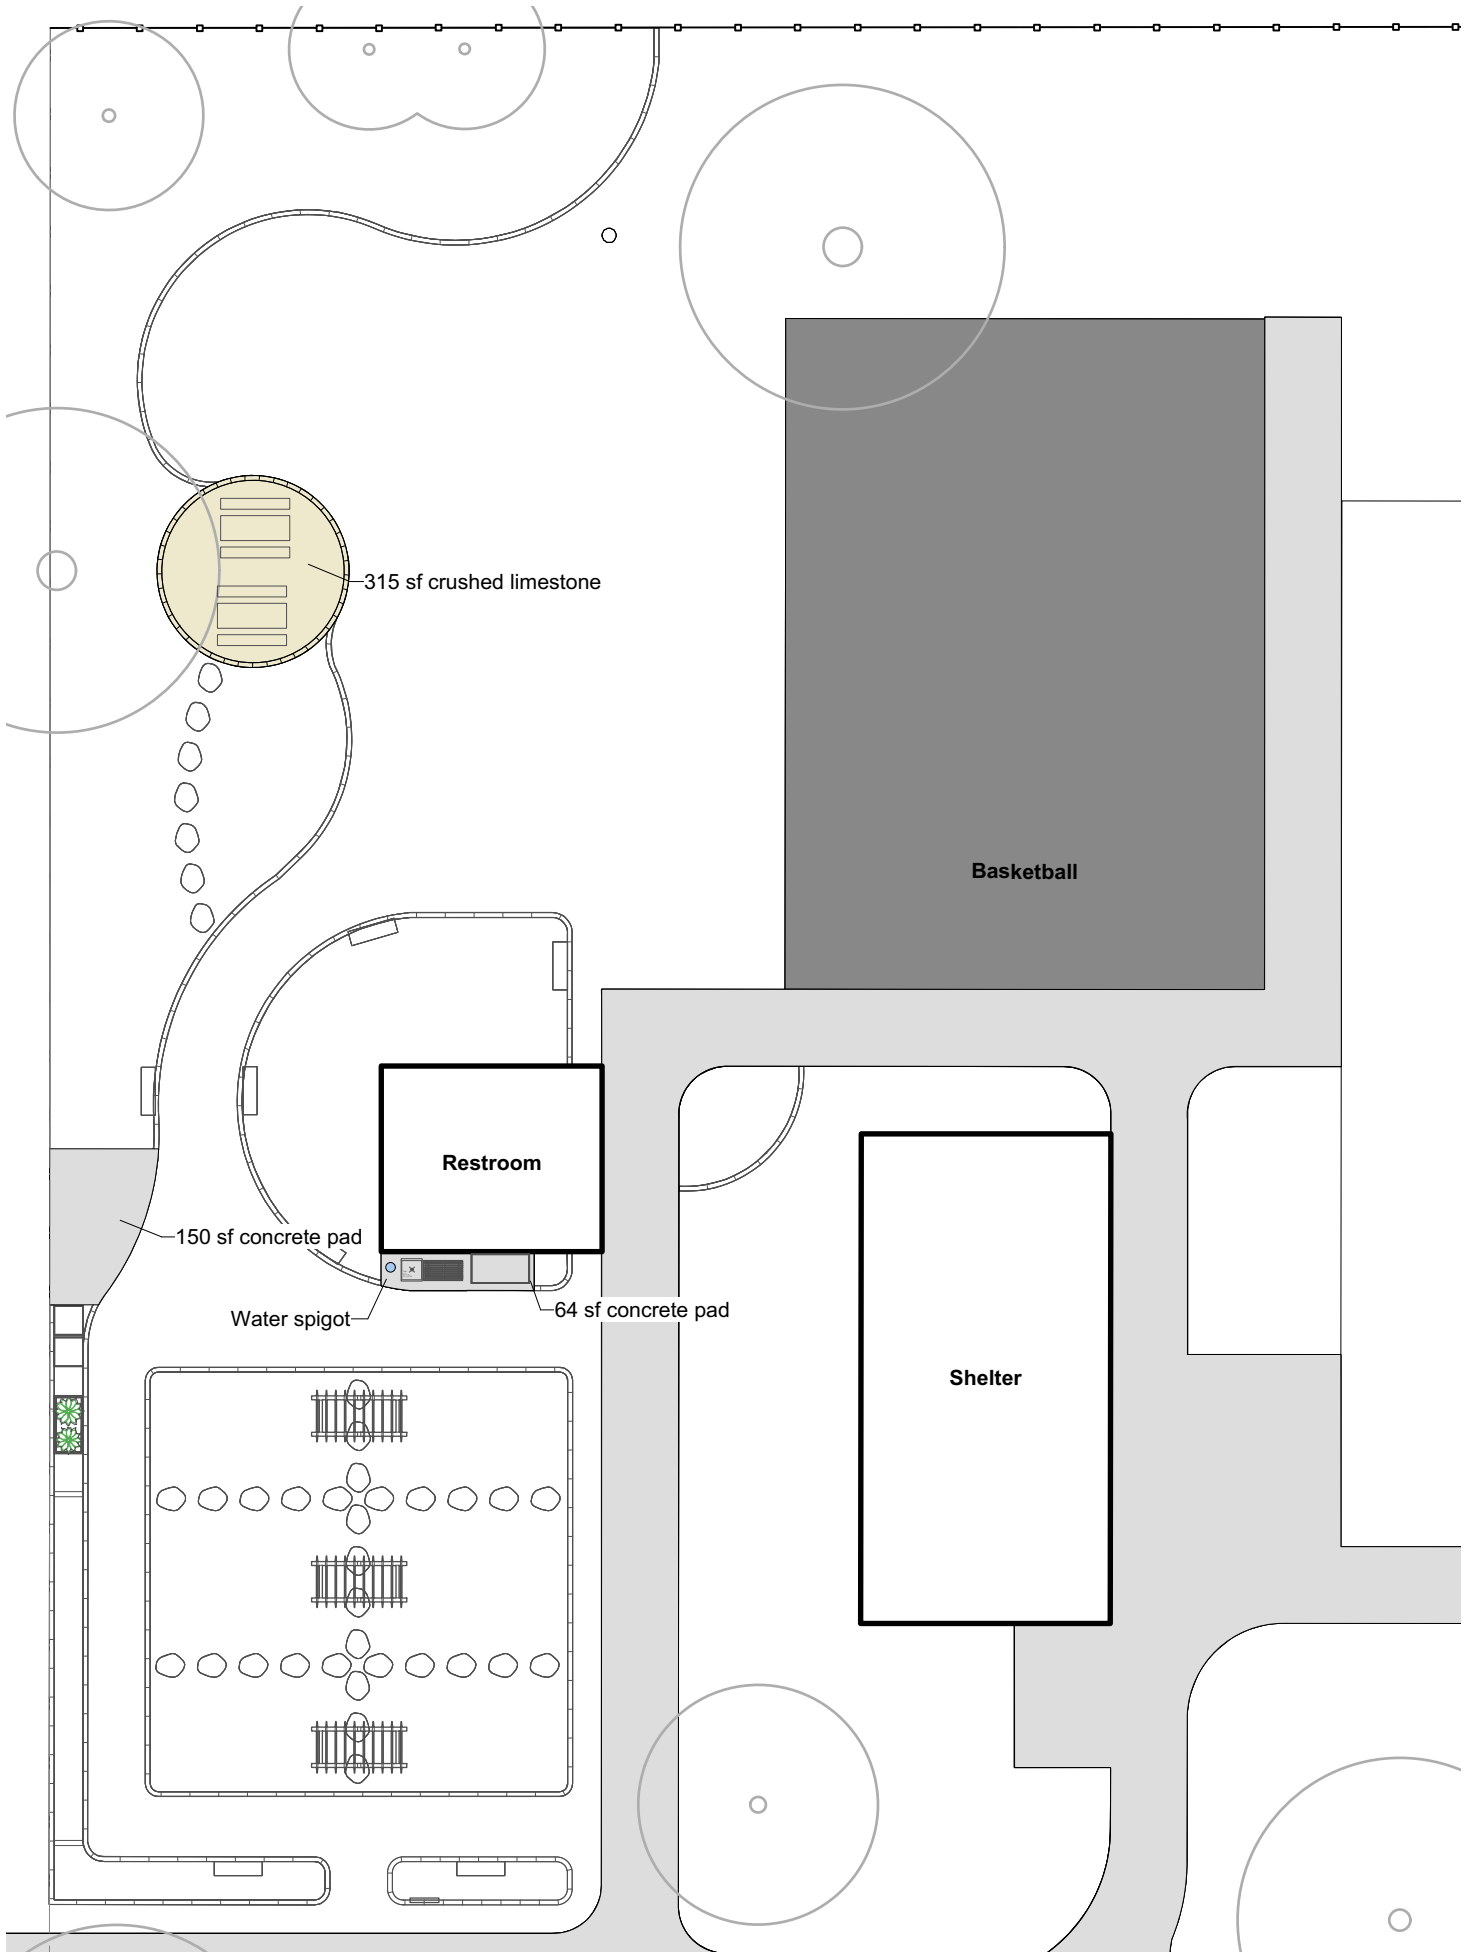 315 sf crushed limestone
Basketball
Restroom
150 sf concrete pad
Water spigot
64 sf concrete pad
Shelter